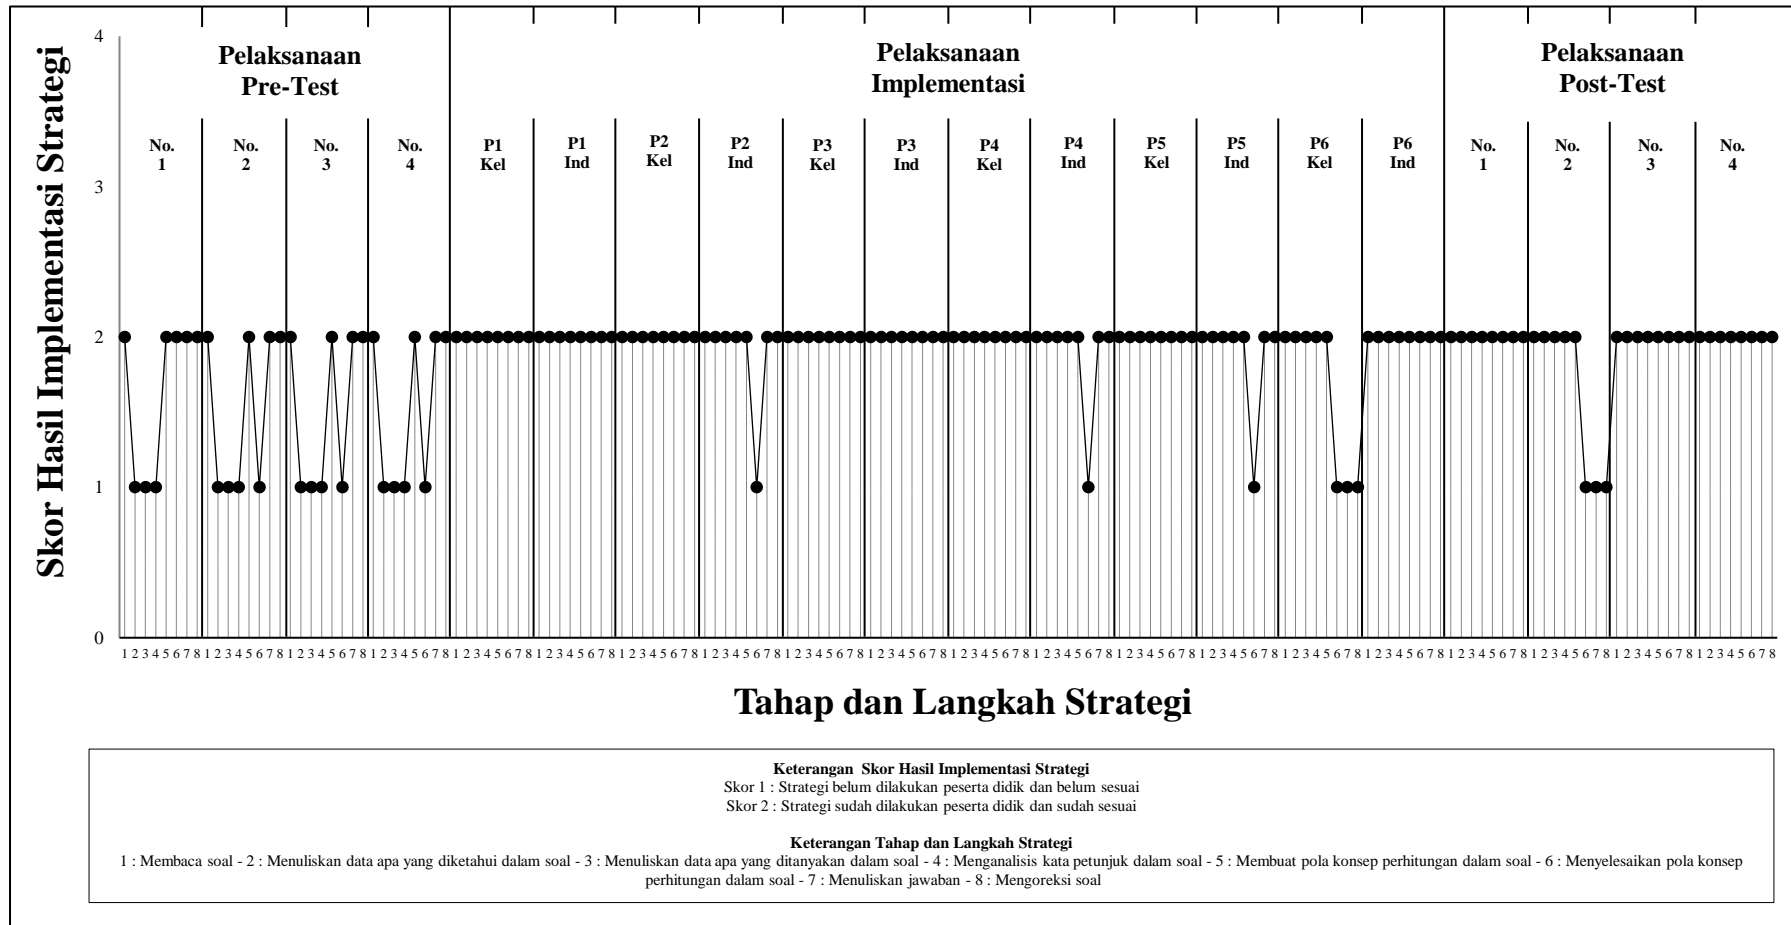 Pelaksanaan
Pre-Test
Pelaksanaan
Implementasi
Pelaksanaan
Post-Test
No.
1
No.
2
No.
3
No.
4
P1
Kel
P1
Ind
P2
Kel
P2
Ind
P3
Kel
P3
Ind
P4
Kel
P4
Ind
P5
Kel
P5
Ind
P6
Kel
P6
Ind
No.
1
No.
2
No.
3
No.
4
Skor Hasil Implementasi Strategi
4
3
2
1
0
1 2 3 4 5 6 7 8 1 2 3 4 5 6 7 8 1 2 3 4 5 6 7 8 1 2 3 4 5 6 7 8 1 2 3 4 5 6 7 8 1 2 3 4 5 6 7 8 1 2 3 4 5 6 7 8 1 2 3 4 5 6 7 8 1 2 3 4 5 6 7 8 1 2 3 4 5 6 7 8 1 2 3 4 5 6 7 8 1 2 3 4 5 6 7 8 1 2 3 4 5 6 7 8 1 2 3 4 5 6 7 8 1 2 3 4 5 6 7 8 1 2 3 4 5 6 7 8 1 2 3 4 5 6 7 8 1 2 3 4 5 6 7 8 1 2 3 4 5 6 7 8 1 2 3 4 5 6 7 8
Tahap dan Langkah Strategi
Keterangan Skor Hasil Implementasi Strategi
Skor 1 : Strategi belum dilakukan peserta didik dan belum sesuai
Skor 2 : Strategi sudah dilakukan peserta didik dan sudah sesuai
Keterangan Tahap dan Langkah Strategi
1 : Membaca soal - 2 : Menuliskan data apa yang diketahui dalam soal - 3 : Menuliskan data apa yang ditanyakan dalam soal - 4 : Menganalisis kata petunjuk dalam soal - 5 : Membuat pola konsep perhitungan dalam soal - 6 : Menyelesaikan pola konsep
perhitungan dalam soal - 7 : Menuliskan jawaban - 8 : Mengoreksi soal